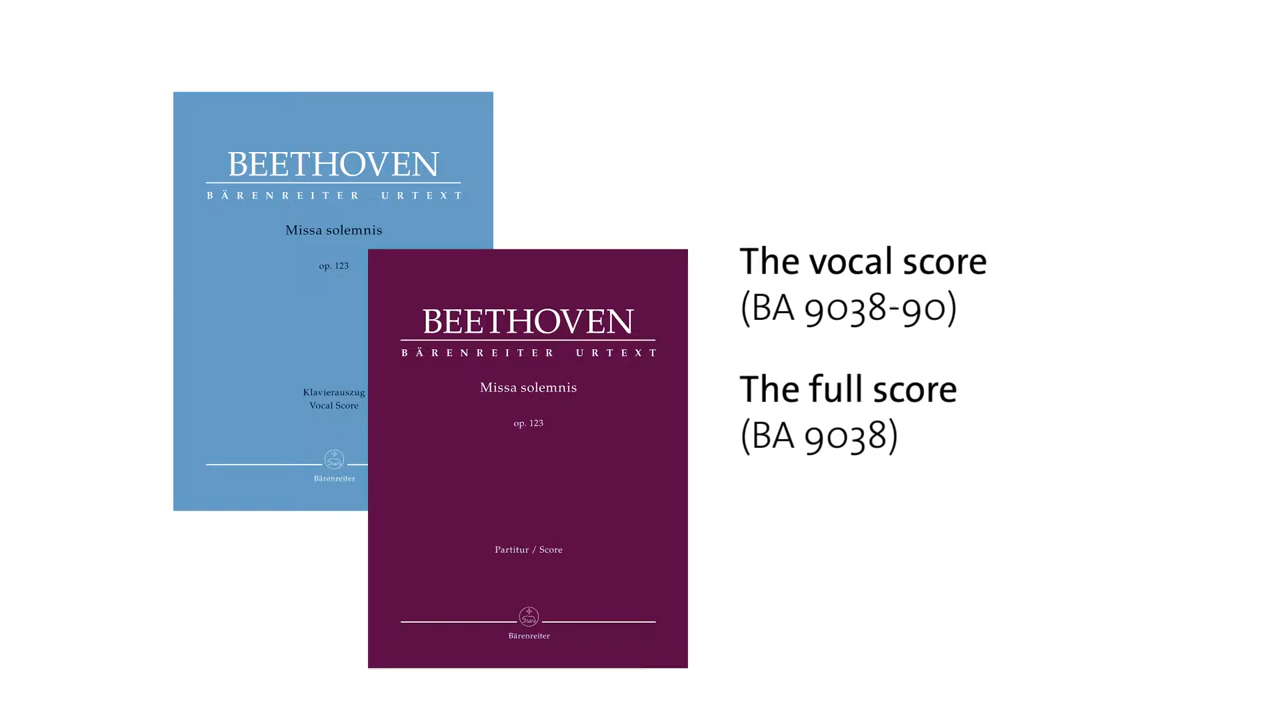 BEETHOVEN
BÄRENREITER URTEXT
Missa solemnis
op. 123
Klavierauszug
Vocal Score
Bärenreiter
BEETHOVEN
BÄRENREITER URTEXT
Missa solemnis
op. 123
Partitur / Score
Bärenreiter
The vocal score
(BA 9038-90)
The full score
(BA 9038)